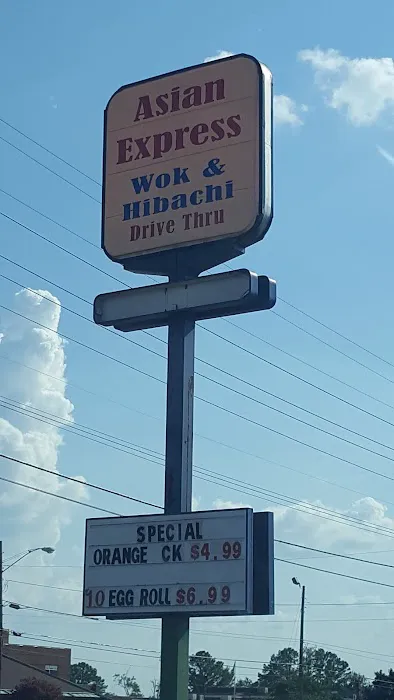 Asian
Express
Wok &
Hibachi
Drive Thru
SPECIAL
ORANGE CK $4.99
10 EGG ROLL $6.99